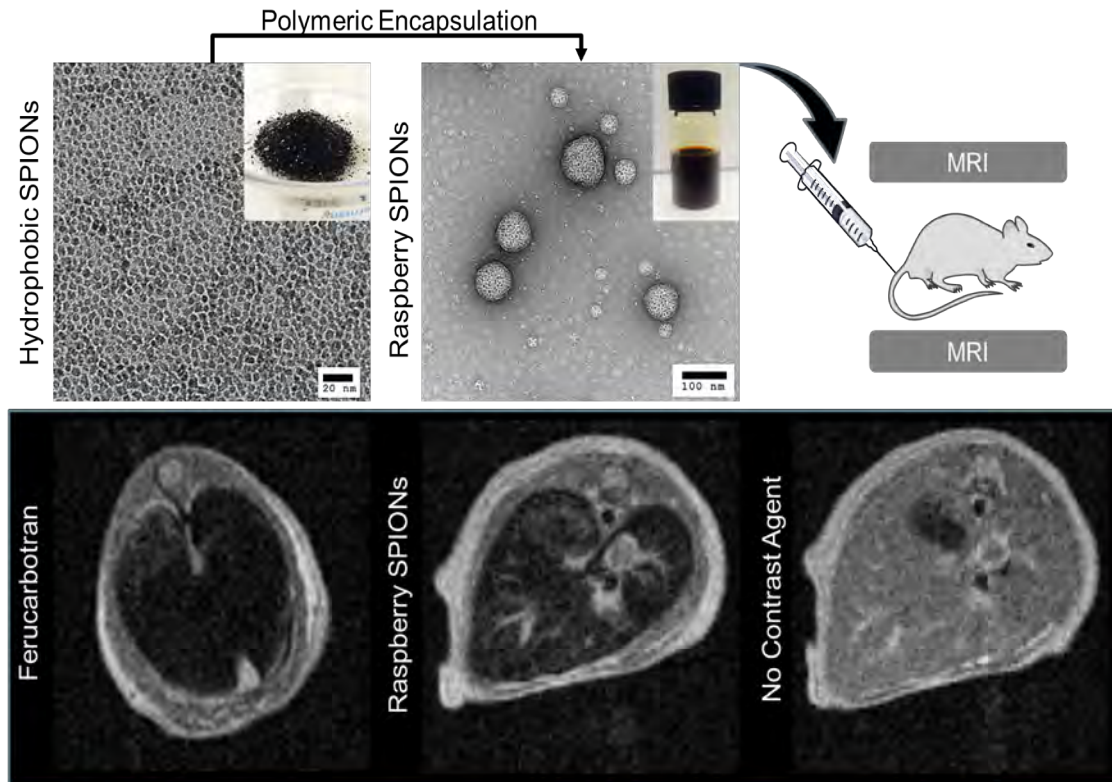 Polymeric Encapsulation
Hydrophobic SPIONs
20 nm
Raspberry SPIONs
100 nm
MRI
MRI
Ferucarbotran
Raspberry SPIONs
No Contrast Agent